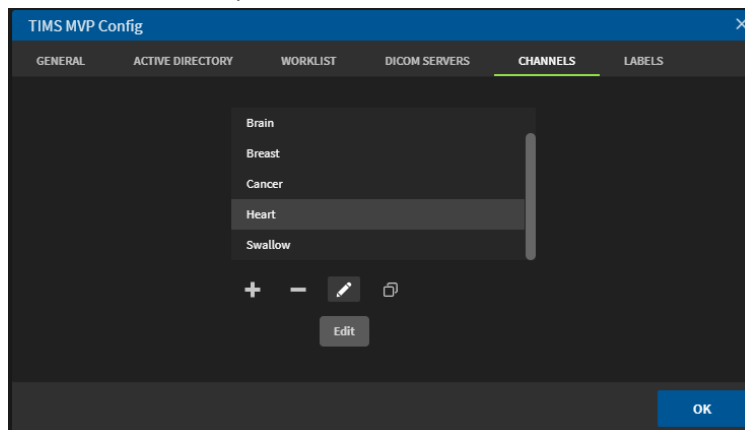 TIMS MVP Config
GENERAL ACTIVE DIRECTORY WORKLIST DICOM SERVERS CHANNELS LABELS
Brain
Breast
Cancer
Heart
Swallow
Edit
OK